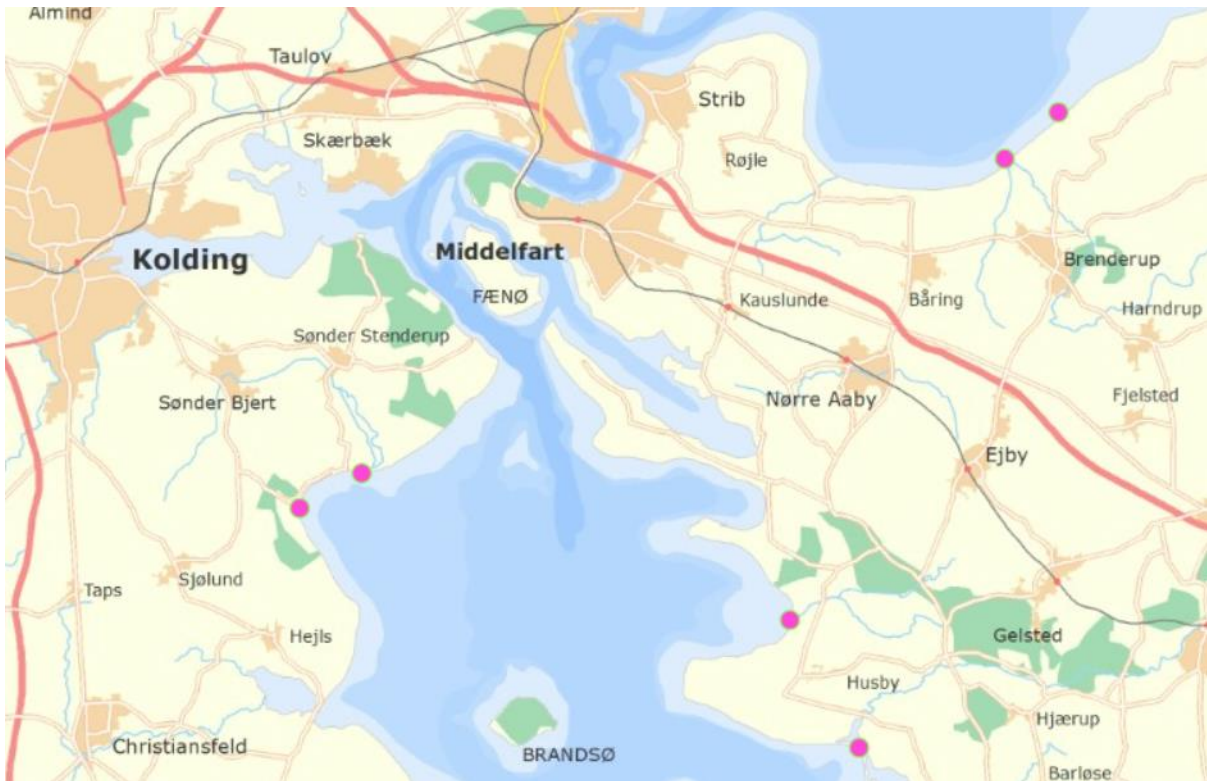 Almind
Taulov
Strib
Skærbæk
Røjle
Kolding
Middelfart
Brenderup
FÆNØ
Kauslunde
Båring
Harndrup
Sønder Stenderup
Sønder Bjert
Nørre Aaby
Fjelsted
Ejby
Sjølund
Taps
Hejls
Gelsted
Husby
Hjærup
Christiansfeld
BRANDSØ
Barløse